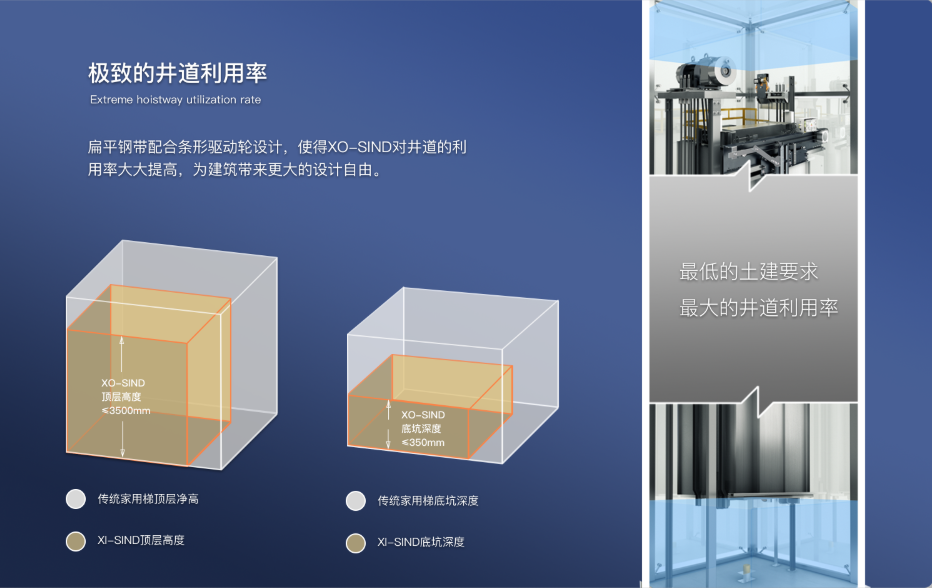 极致的井道利用率
Extreme hoistway utilization rate
扁平钢带配合条形驱动轮设计，使得XO-SIND对井道的利
用率大大提高，为建筑带来更大的设计自由。
XO-SIND
顶层高度
≤3500mm
传统家用梯顶层净高
XI-SIND顶层高度
XO-SIND
底坑深度
≤350mm
传统家用梯底坑深度
XI-SIND底坑深度
最低的土建要求
最大的井道利用率